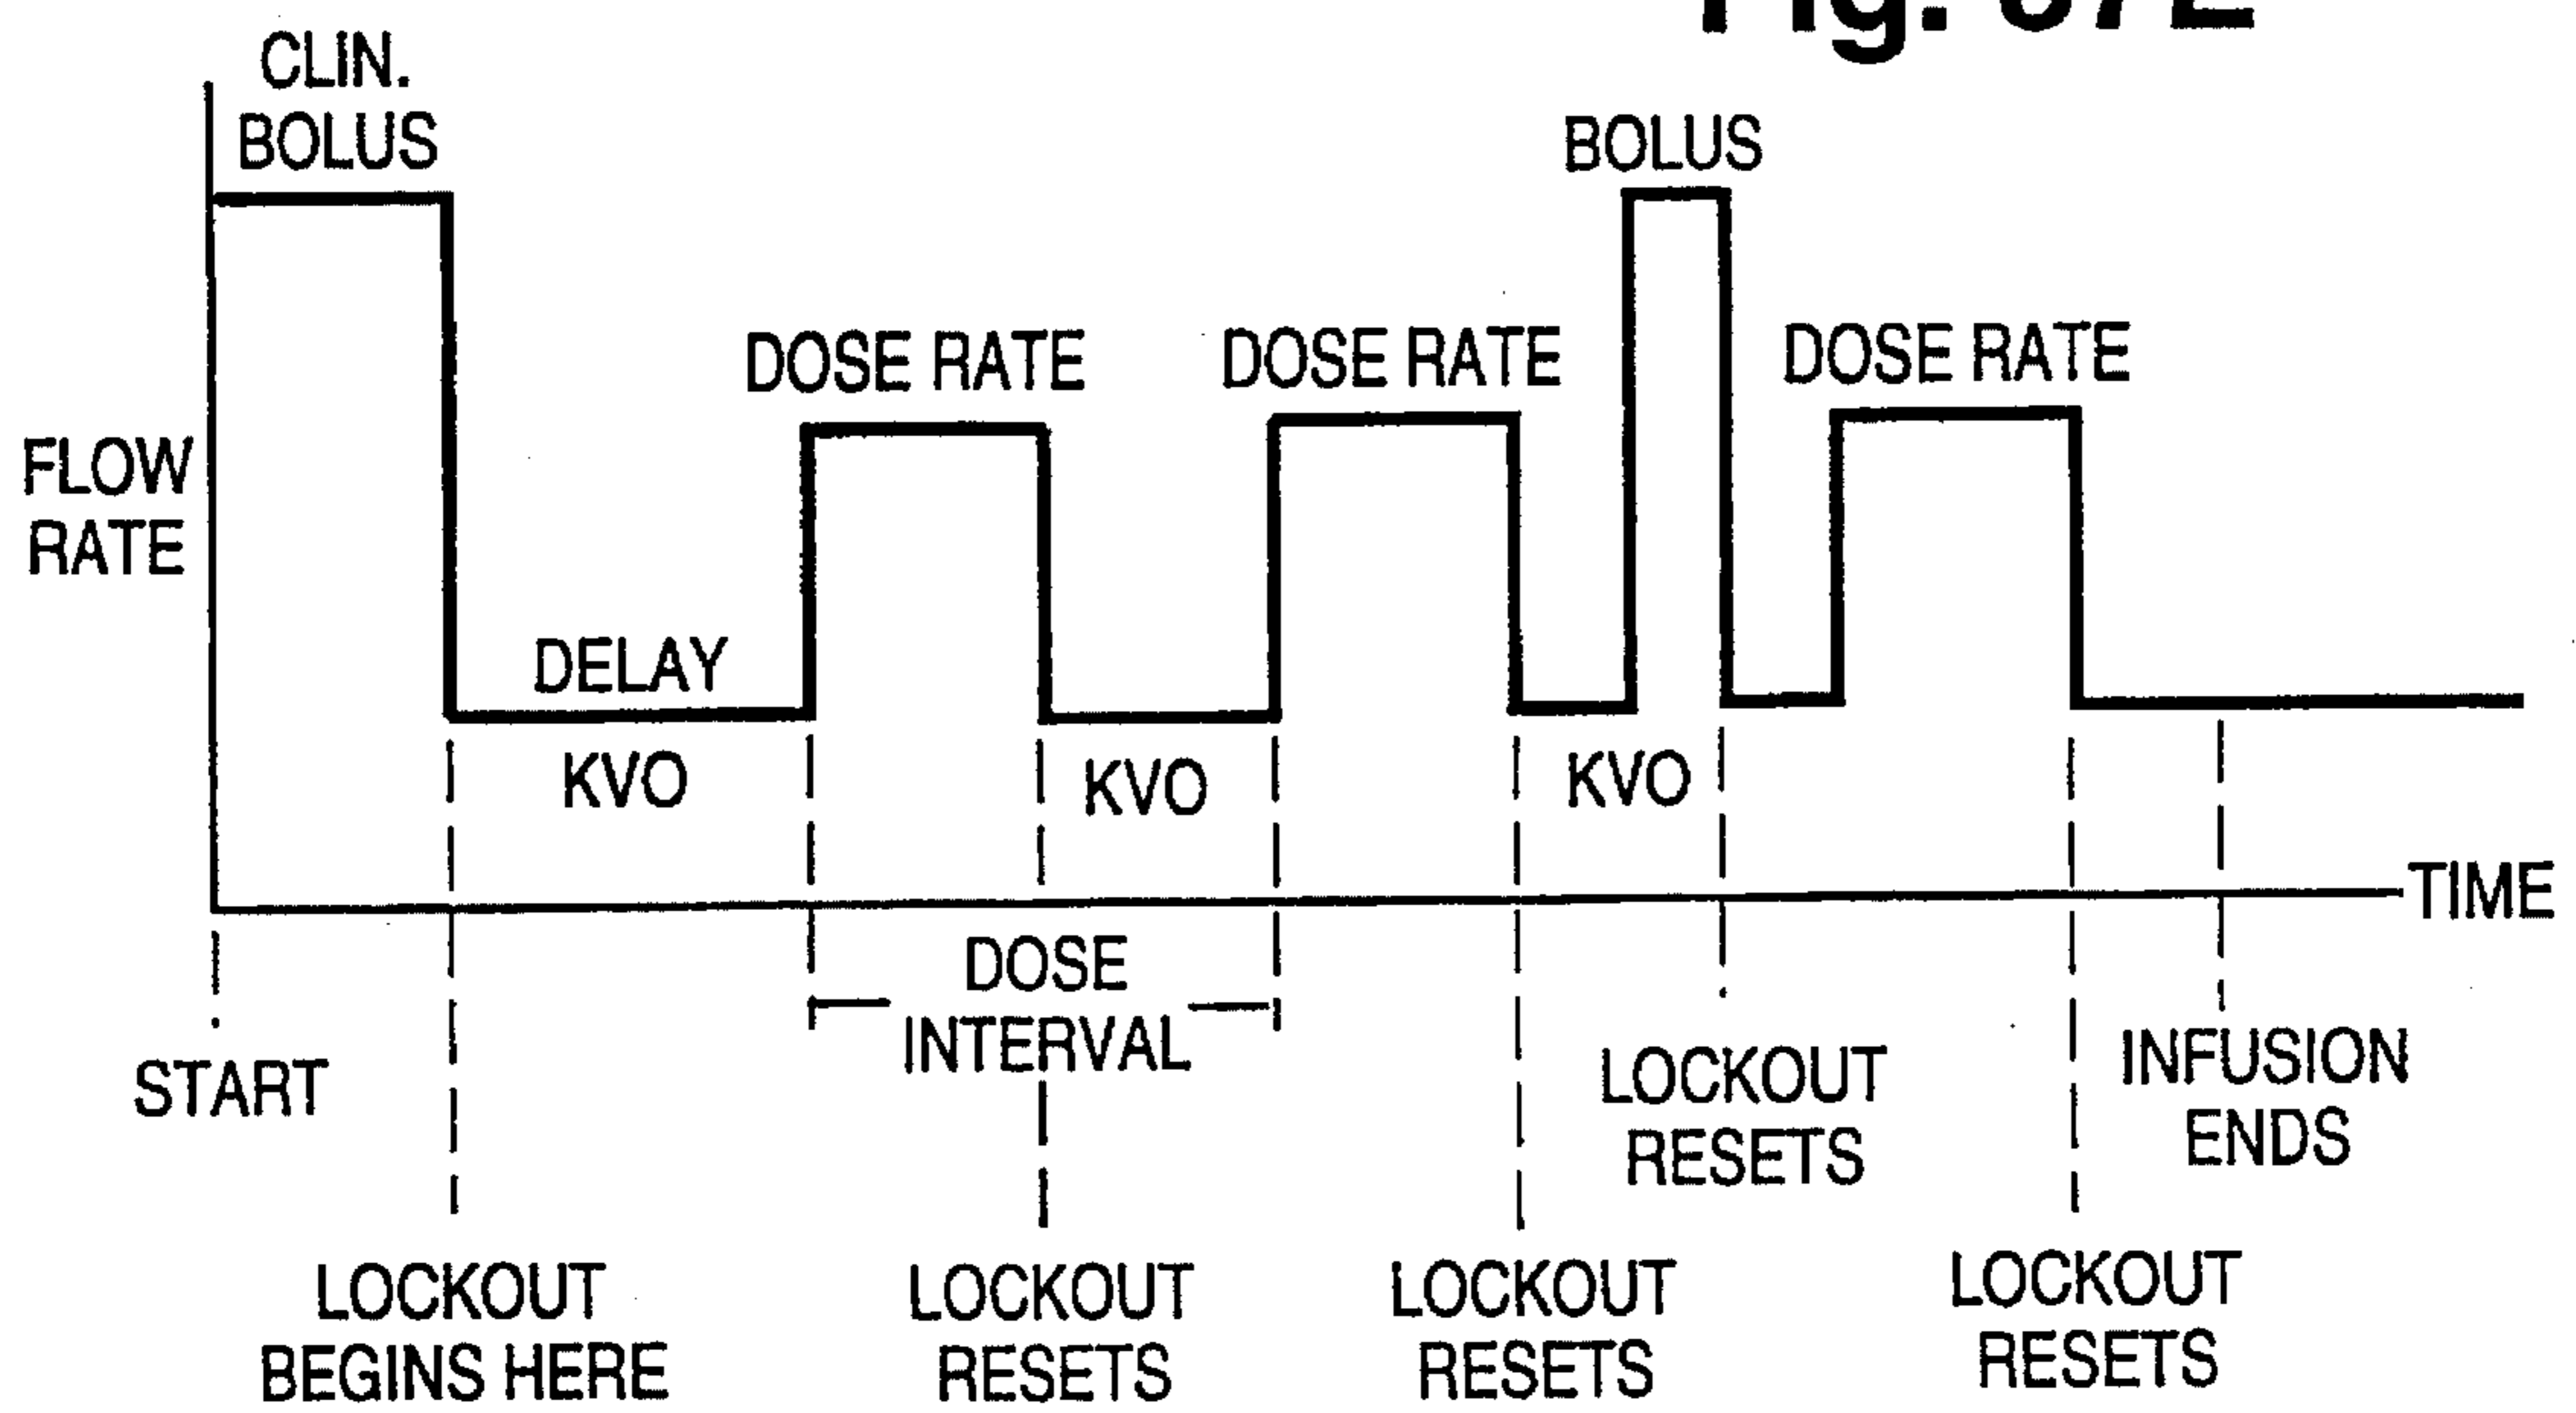 CLIN.
BOLUS
BOLUS
DOSE RATE
DOSE RATE
DOSE RATE
FLOW
RATE
DELAY
KVO
KVO
KVO
TIME
DOSE
INTERVAL
START
LOCKOUT
RESETS
INFUSION
ENDS
LOCKOUT
BEGINS HERE
LOCKOUT
RESETS
LOCKOUT
RESETS
LOCKOUT
RESETS